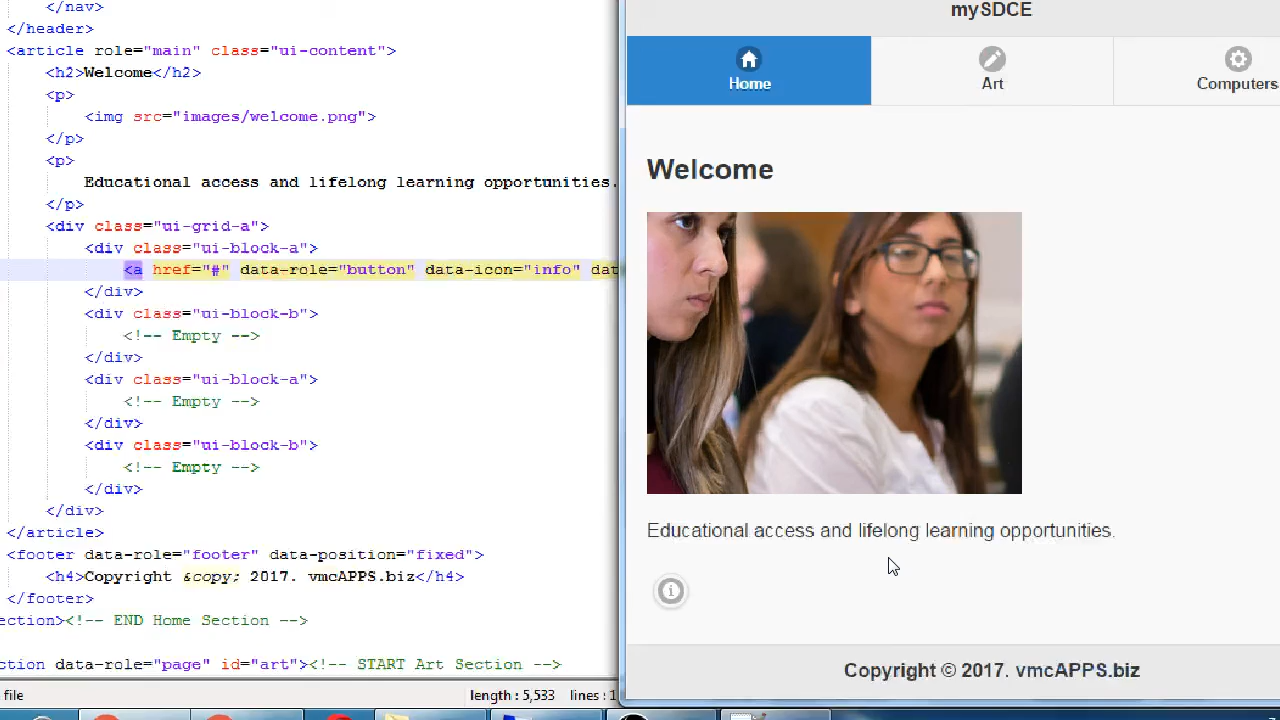 </nav>
</header>
<article role="main" class="ui-content">
<h2>Welcome</h2>
<p>
<img src="images/welcome.png">
</p>
<p>
Educational access and lifelong learning opportunities.
</p>
<div class="ui-grid-a">
<div class="ui-block-a">
<a href="#" data-role="button" data-icon="info" dat
</div>
<div class="ui-block-b">
<!-- Empty -->
</div>
<div class="ui-block-a">
<!-- Empty -->
</div>
<div class="ui-block-b">
<!-- Empty -->
</div>
</div>
</article>
<footer data-role="footer" data-position="fixed">
<h4>Copyright &copy; 2017. vmcAPPS.biz</h4>
</footer>
ection><!-- END Home Section -->
ction data-role="page" id="art"><!-- START Art Section -->
file
length : 5,533 lines : 1
mySDCE
Home
Art
Computers
Welcome
Educational access and lifelong learning opportunities.
i
Copyright © 2017. vmcAPPS.biz